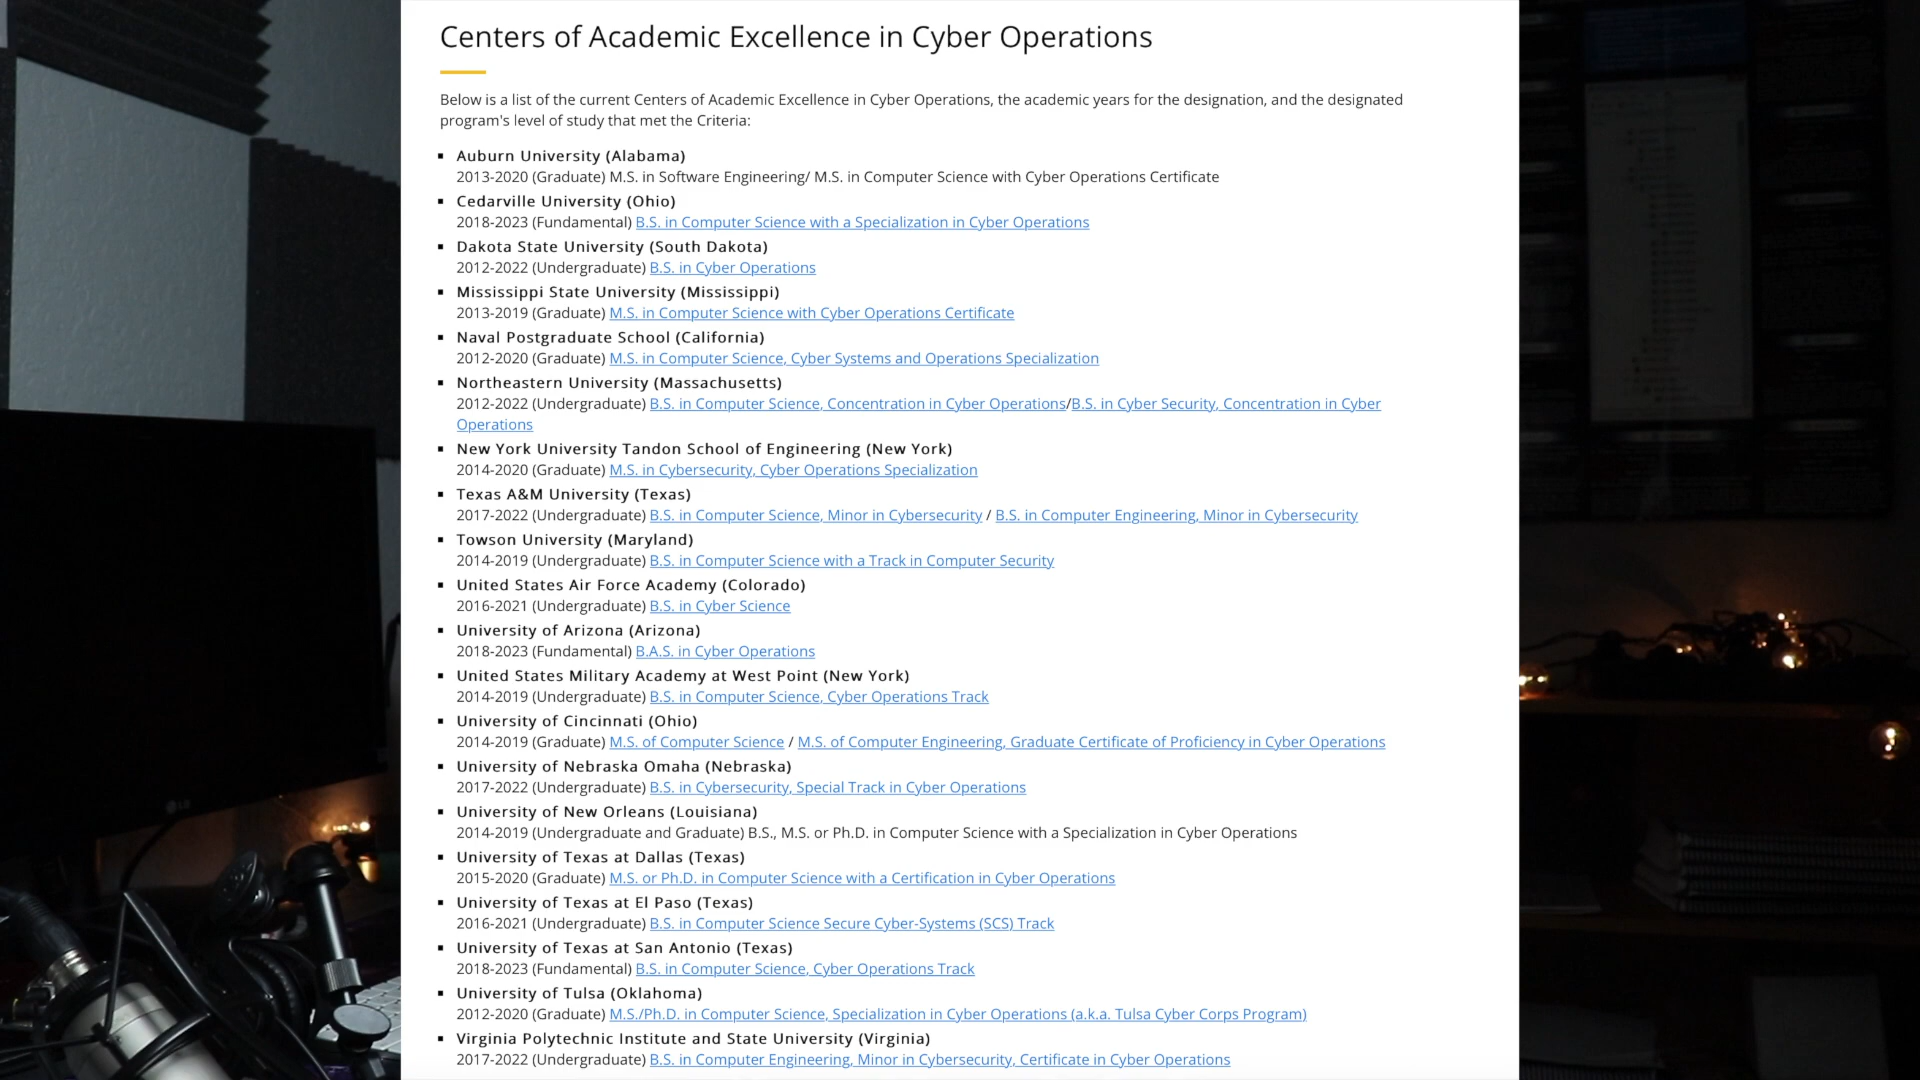 Centers of Academic Excellence in Cyber Operations
Below is a list of the current Centers of Academic Excellence in Cyber Operations, the academic years for the designation, and the designated
program's level of study that met the Criteria:
Auburn University (Alabama)
2013-2020 (Graduate) M.S. in Software Engineering/ M.S. in Computer Science with Cyber Operations Certificate
Cedarville University (Ohio)
2018-2023 (Fundamental) B.S. in Computer Science with a Specialization in Cyber Operations
Dakota State University (South Dakota)
2012-2022 (Undergraduate) B.S. in Cyber Operations
Mississippi State University (Mississippi)
2013-2019 (Graduate) M.S. in Computer Science with Cyber Operations Certificate
Naval Postgraduate School (California)
2012-2020 (Graduate) M.S. in Computer Science, Cyber Systems and Operations Specialization
Northeastern University (Massachusetts)
2012-2022 (Undergraduate) B.S. in Computer Science, Concentration in Cyber Operations/B.S. in Cyber Security, Concentration in Cyber
Operations
New York University Tandon School of Engineering (New York)
2014-2020 (Graduate) M.S. in Cybersecurity, Cyber Operations Specialization
Texas A&M University (Texas)
2017-2022 (Undergraduate) B.S. in Computer Science, Minor in Cybersecurity / B.S. in Computer Engineering, Minor in Cybersecurity
Towson University (Maryland)
2014-2019 (Undergraduate) B.S. in Computer Science with a Track in Computer Security
United States Air Force Academy (Colorado)
2016-2021 (Undergraduate) B.S. in Cyber Science
University of Arizona (Arizona)
2018-2023 (Fundamental) B.A.S. in Cyber Operations
United States Military Academy at West Point (New York)
2014-2019 (Undergraduate) B.S. in Computer Science, Cyber Operations Track
University of Cincinnati (Ohio)
2014-2019 (Graduate) M.S. of Computer Science / M.S. of Computer Engineering, Graduate Certificate of Proficiency in Cyber Operations
University of Nebraska Omaha (Nebraska)
2017-2022 (Undergraduate) B.S. in Cybersecurity, Special Track in Cyber Operations
University of New Orleans (Louisiana)
2014-2019 (Undergraduate and Graduate) B.S., M.S. or Ph.D. in Computer Science with a Specialization in Cyber Operations
University of Texas at Dallas (Texas)
2015-2020 (Graduate) M.S. or Ph.D. in Computer Science with a Certification in Cyber Operations
University of Texas at El Paso (Texas)
2016-2021 (Undergraduate) B.S. in Computer Science Secure Cyber-Systems (SCS) Track
University of Texas at San Antonio (Texas)
2018-2023 (Fundamental) B.S. in Computer Science, Cyber Operations Track
University of Tulsa (Oklahoma)
2012-2020 (Graduate) M.S./Ph.D. in Computer Science, Specialization in Cyber Operations (a.k.a. Tulsa Cyber Corps Program)
Virginia Polytechnic Institute and State University (Virginia)
2017-2022 (Undergraduate) B.S. in Computer Engineering, Minor in Cybersecurity, Certificate in Cyber Operations
LG